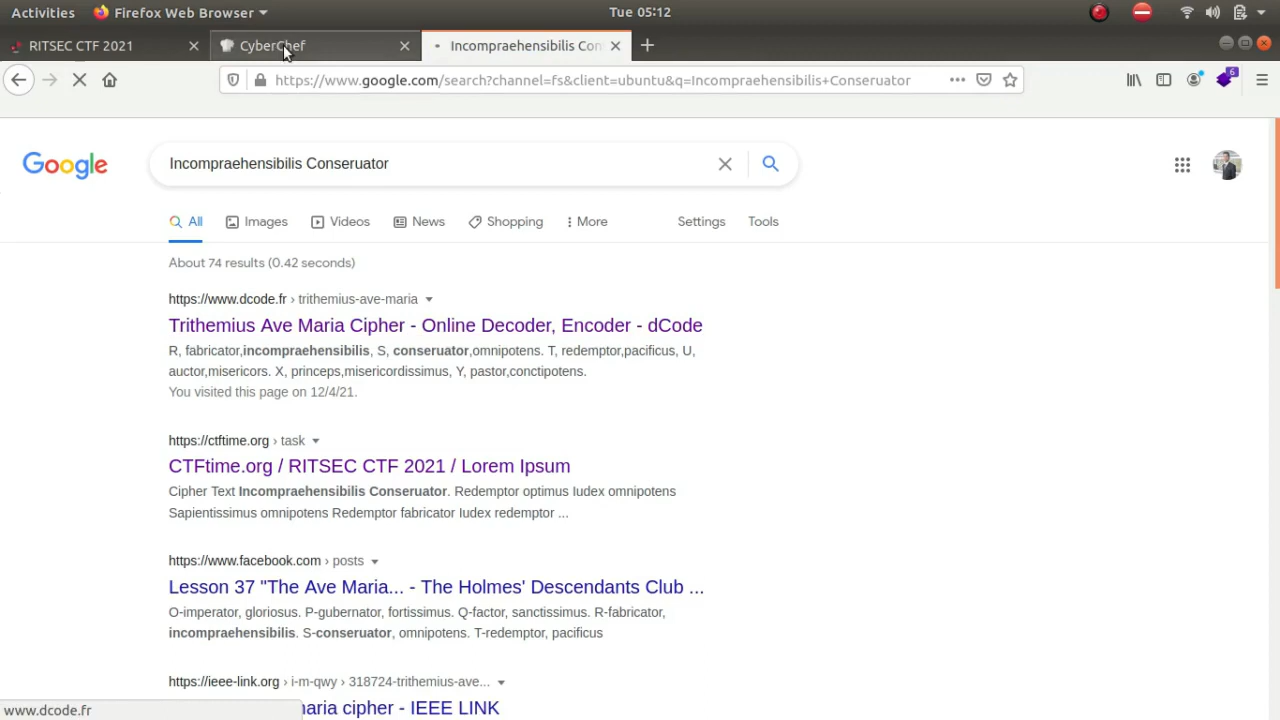 Activities Firefox Web Browser Tue 05:12
RITSEC CTF 2021 CyberChef Incompraehensibilis Con
https://www.google.com/search?channel=fs&client=ubuntu&q=Incompraehensibilis+Conseruator 6
Google Incompraehensibilis Conseruator
All Images Videos News Shopping More Settings Tools
About 74 results (0.42 seconds)
https://www.dcode.fr › trithemius-ave-maria
Trithemius Ave Maria Cipher - Online Decoder, Encoder - dCode
R, fabricator,incompraehensibilis, S, conseruator,omnipotens. T, redemptor,pacificus, U,
auctor,misericors. X, princeps,misericordissimus, Y, pastor,conctipotens.
You visited this page on 12/4/21.
https://ctftime.org › task
CTFtime.org / RITSEC CTF 2021 / Lorem Ipsum
Cipher Text Incompraehensibilis Conseruator. Redemptor optimus Iudex omnipotens
Sapientissimus omnipotens Redemptor fabricator Iudex redemptor ...
https://www.facebook.com › posts
Lesson 37 "The Ave Maria... - The Holmes' Descendants Club ...
O-imperator, gloriosus. P-gubernator, fortissimus. Q-factor, sanctissimus. R-fabricator,
incompraehensibilis. S-conseruator, omnipotens. T-redemptor, pacificus
https://ieee-link.org › i-m-qwy › 318724-trithemius-ave...
naria cipher - IEEE LINK
www.dcode.fr